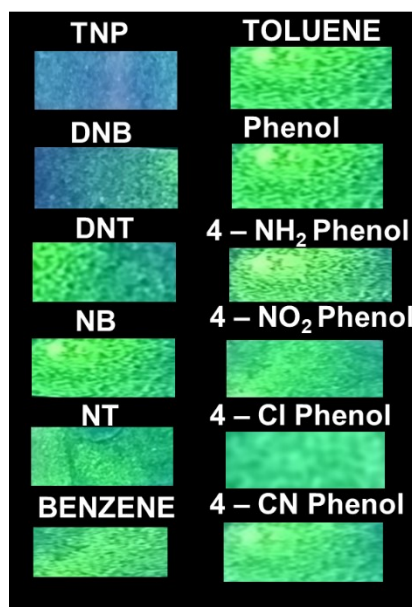 TNP
DNB
DNT
NB
NT
BENZENE
TOLUENE
Phenol
4 – NH₂ Phenol
4 – NO₂ Phenol
4 – Cl Phenol
4 – CN Phenol